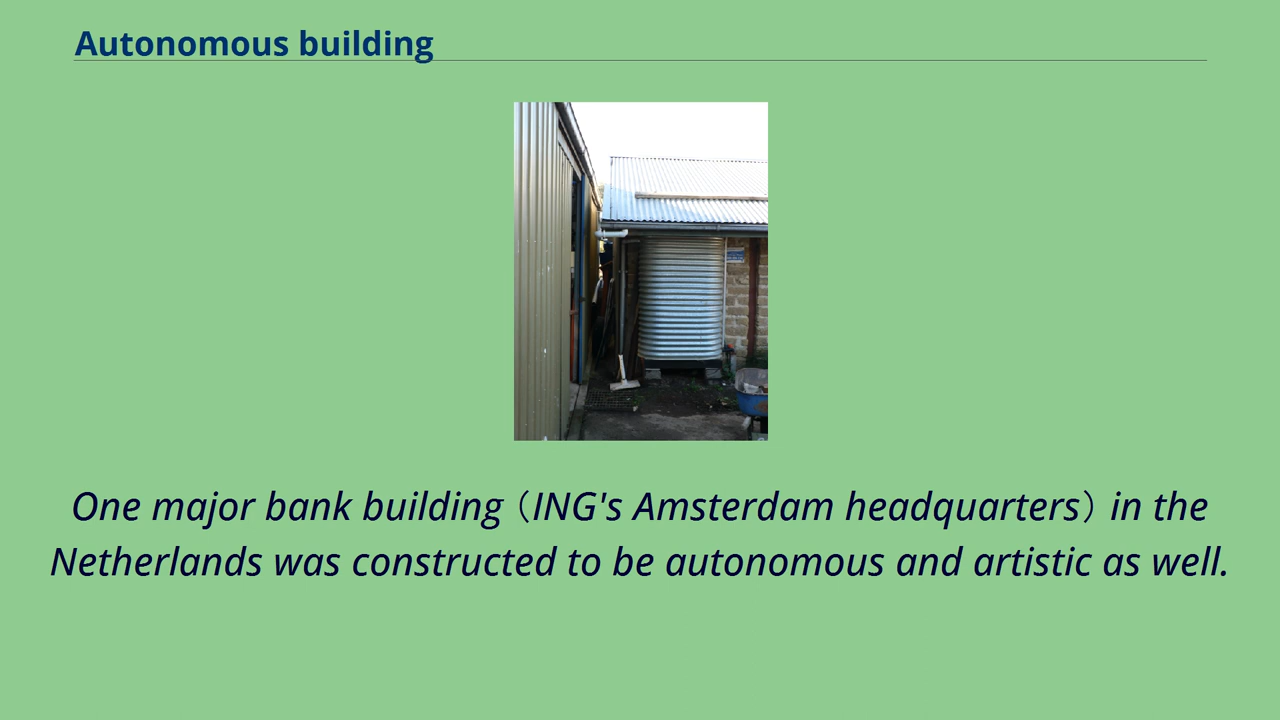 Autonomous building
One major bank building（ING's Amsterdam headquarters）in the
Netherlands was constructed to be autonomous and artistic as well.